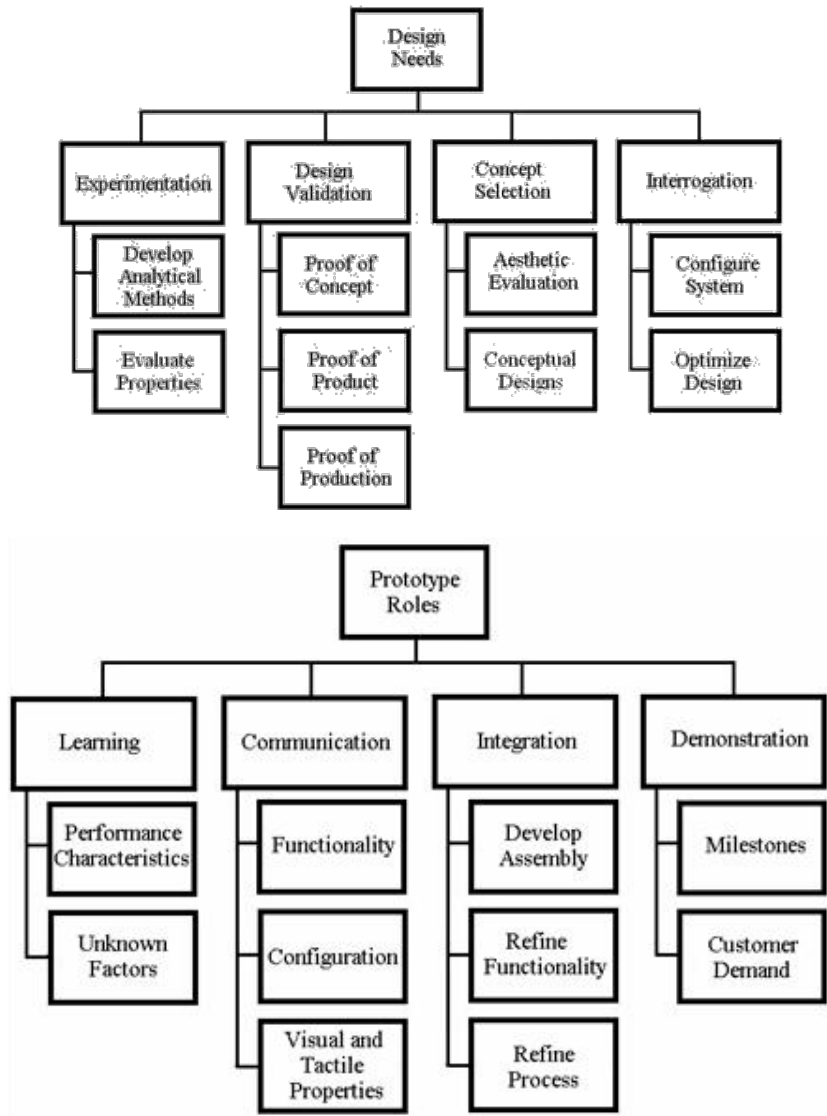 Design
Needs
Experimentation
Design
Validation
Concept
Selection
Interrogation
Develop
Analytical
Methods
Proof of
Concept
Aesthetic
Evaluation
Configure
System
Evaluate
Properties
Proof of
Product
Conceptual
Designs
Optimize
Design
Proof of
Production
Prototype
Roles
Learning
Communication
Integration
Demonstration
Performance
Characteristics
Functionality
Develop
Assembly
Milestones
Unknown
Factors
Configuration
Refine
Functionality
Customer
Demand
Visual and
Tactile
Properties
Refine
Process